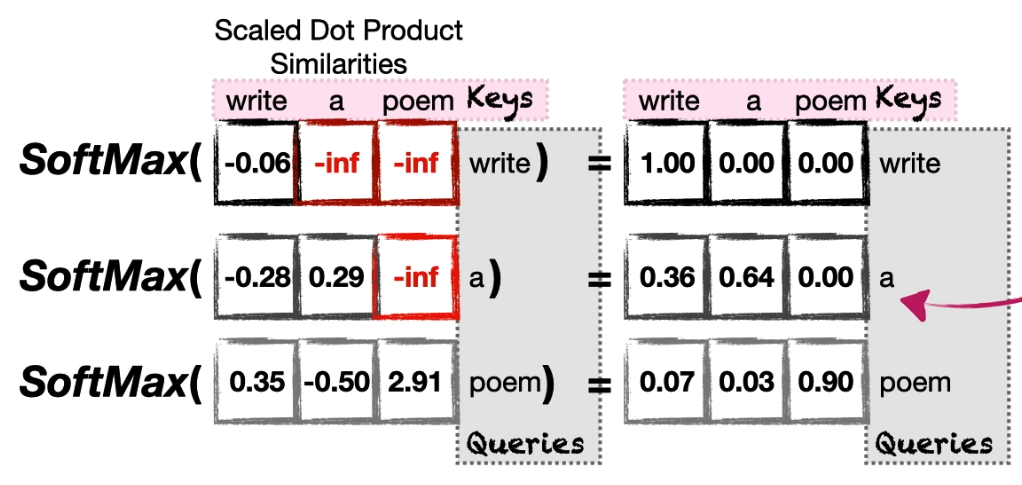 Scaled Dot Product
Similarities
write a poem Keys write a poem Keys
SoftMax( -0.06 -inf -inf write ) = 1.00 0.00 0.00 write
SoftMax( -0.28 0.29 -inf a ) = 0.36 0.64 0.00 a
SoftMax( 0.35 -0.50 2.91 poem ) = 0.07 0.03 0.90 poem
Queries Queries